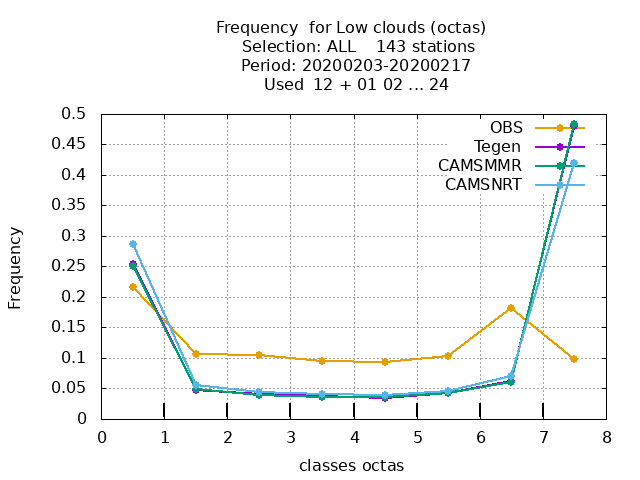 Frequency  for Low clouds (octas)
Selection: ALL    143 stations
Period: 20200203-20200217
Used  12 + 01 02 ... 24
0.5
0.45
0.4
0.35
0.3
0.25
0.2
0.15
0.1
0.05
0
Frequency
OBS
Tegen
CAMSMMR
CAMSNRT
0 1 2 3 4 5 6 7 8
classes octas